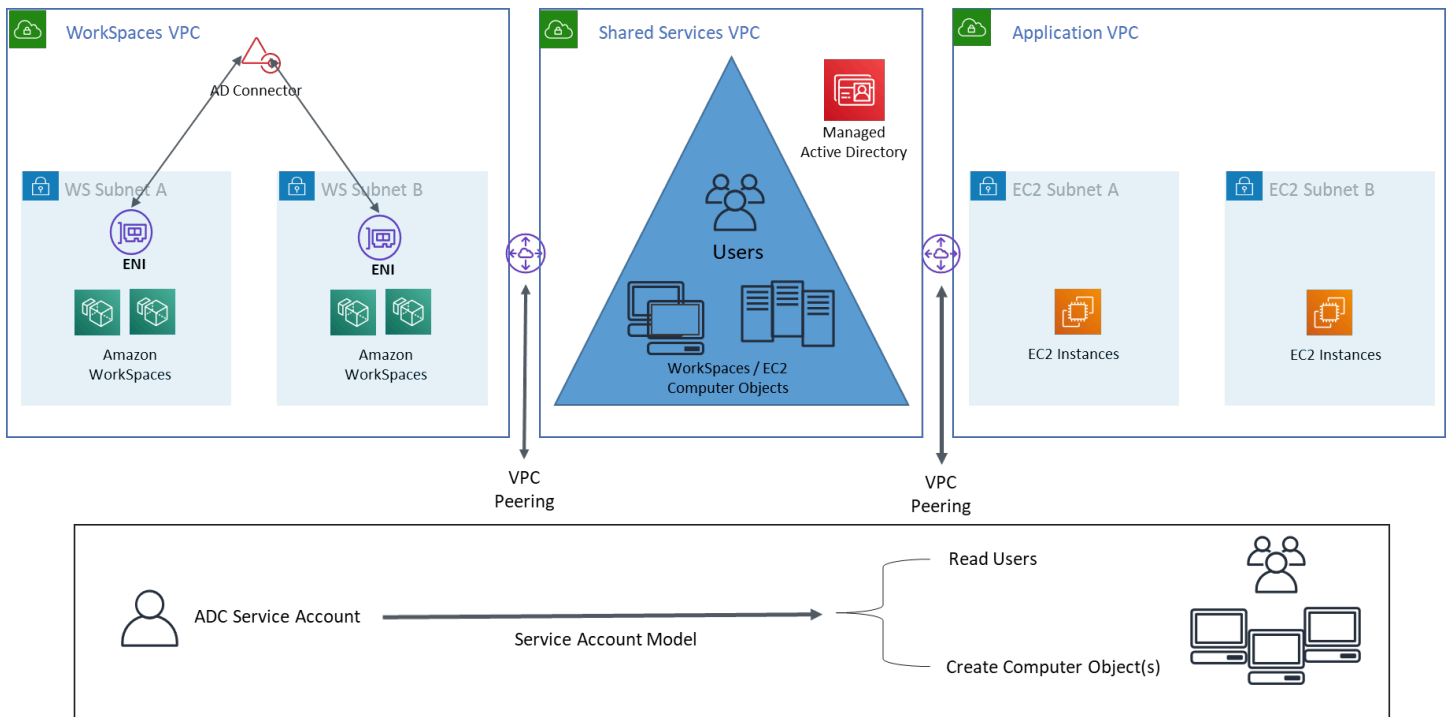 WorkSpaces VPC
AD Connector
WS Subnet A
ENI
Amazon
WorkSpaces
WS Subnet B
ENI
Amazon
WorkSpaces
Shared Services VPC
Managed
Active Directory
Users
WorkSpaces / EC2
Computer Objects
Application VPC
EC2 Subnet A
EC2 Instances
EC2 Subnet B
EC2 Instances
VPC
Peering
VPC
Peering
ADC Service Account
Service Account Model
Read Users
Create Computer Object(s)